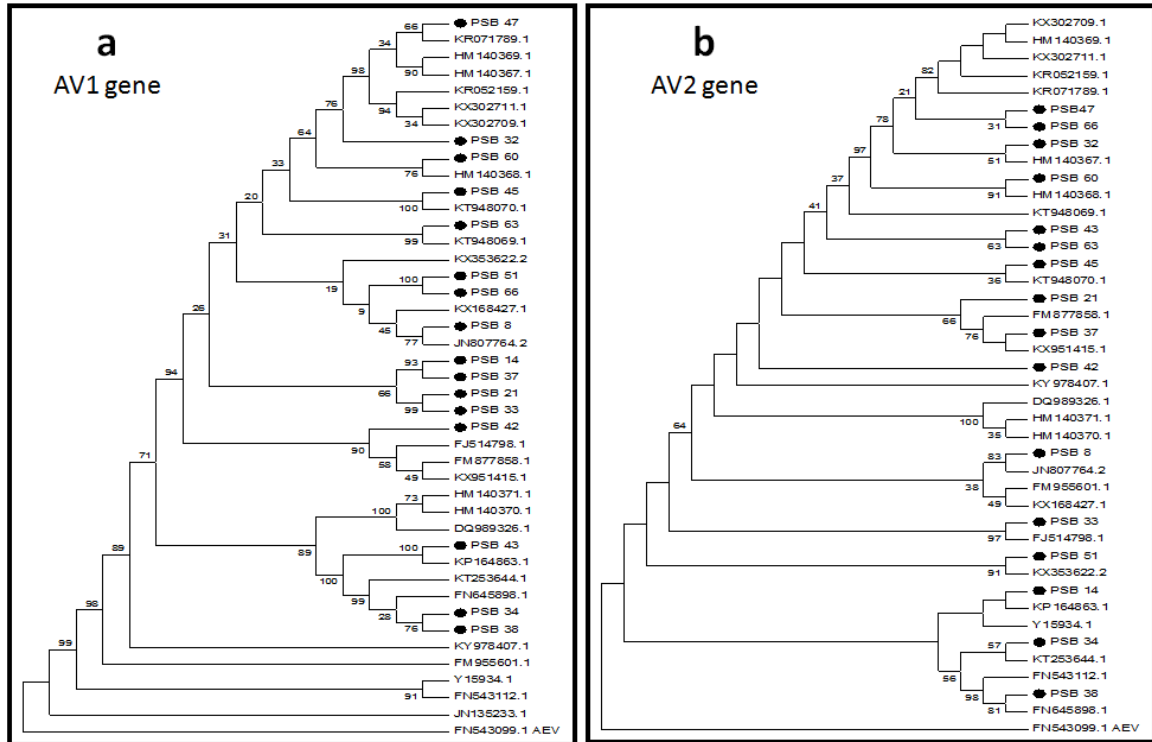 a
AV1 gene
PSB 47
66
KR071789.1
34
HM140369.1
98
90
HM140367.1
KR052159.1
76
94
KX302711.1
34
KX302709.1
64
PSB 32
PSB 60
33
76
HM140368.1
PSB 45
20
100
KT948070.1
PSB 63
31
99
KT948069.1
KX353622.2
100
PSB 51
19
PSB 66
9
KX168427.1
26
45
PSB 8
77
JN807764.2
93
PSB 14
94
PSB 37
66
PSB 21
99
PSB 33
PSB 42
90
FJ514798.1
58
FM877858.1
71
49
KX951415.1
73
HM140371.1
100
HM140370.1
DQ989326.1
89
100
PSB 43
89
KP164863.1
100
KT253644.1
99
FN645898.1
98
28
PSB 34
76
PSB 38
99
KY978407.1
FM955601.1
Y15934.1
91
FN543112.1
JN135233.1
FN543099.1 AEV
b
AV2 gene
KX302709.1
HM140369.1
KX302711.1
82
KR052159.1
21
KR071789.1
PSB47
78
31
PSB 66
PSB 32
97
51
HM140367.1
37
PSB 60
91
HM140368.1
41
KT948069.1
PSB 43
63
PSB 63
PSB 45
36
KT948070.1
PSB 21
66
FM877858.1
76
PSB 37
KX951415.1
PSB 42
KY978407.1
DQ989326.1
100
HM140371.1
64
35
HM140370.1
83
PSB 8
JN807764.2
38
FM955601.1
49
KX168427.1
PSB 33
97
FJ514798.1
PSB 51
91
KX353622.2
PSB 14
KP164863.1
Y15934.1
57
PSB 34
KT253644.1
56
FN543112.1
98
PSB 38
81
FN645898.1
FN543099.1 AEV